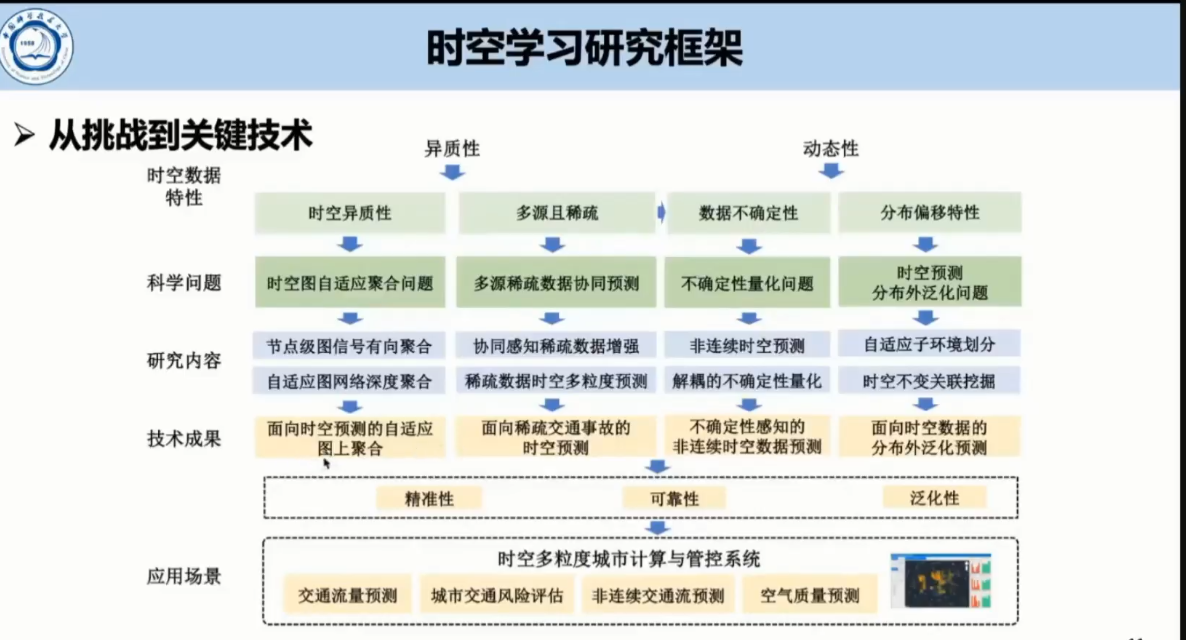 时空学习研究框架
从挑战到关键技术
异质性
动态性
时空数据
特性
时空异质性
多源且稀疏
数据不确定性
分布偏移特性
科学问题
时空图自适应聚合问题
多源稀疏数据协同预测
不确定性量化问题
时空预测
分布外泛化问题
研究内容
节点级图信号有向聚合
协同感知稀疏数据增强
非连续时空预测
自适应子环境划分
自适应图网络深度聚合
稀疏数据时空多粒度预测
解耦的不确定性量化
时空不变关联挖掘
技术成果
面向时空预测的自适应
图上聚合
面向稀疏交通事故的
时空预测
不确定性感知的
非连续时空数据预测
面向时空数据的
分布外泛化预测
精准性
可靠性
泛化性
应用场景
时空多粒度城市计算与管控系统
交通流量预测
城市交通风险评估
非连续交通流预测
空气质量预测